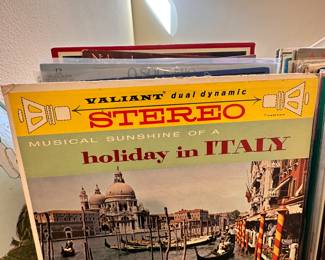 VALIANT dual dynamic
STEREO
MUSICAL SUNSHINE OF A
holiday in ITALY